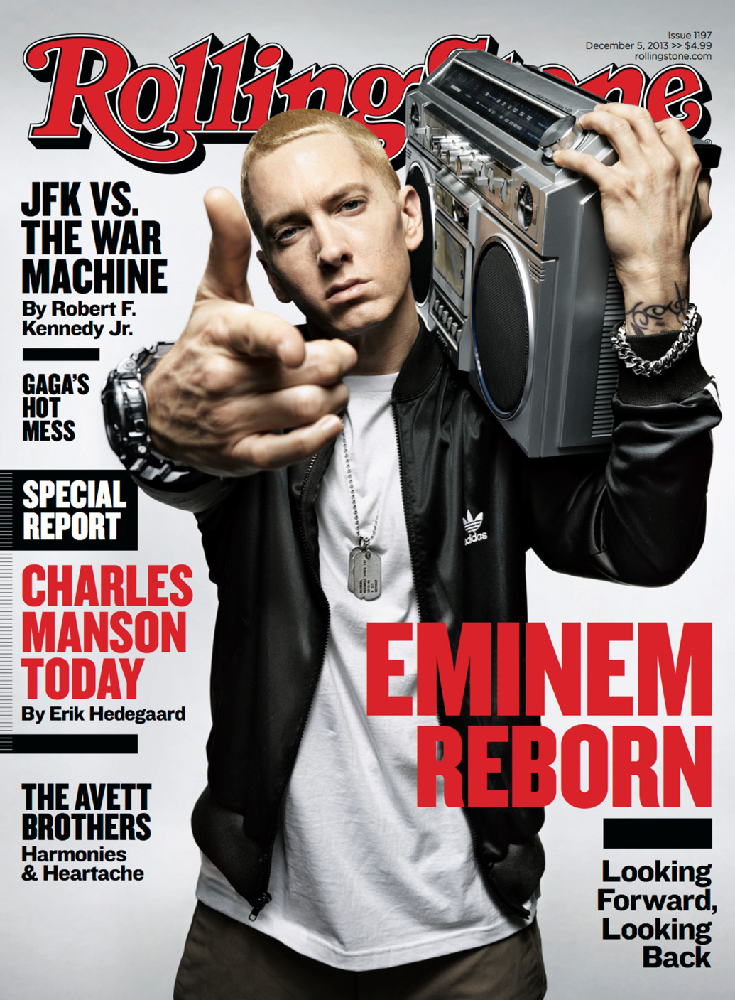 Issue 1197
December 5, 2013 >> $4.99
rollingstone.com
Rolling Stone
JFK VS.
THE WAR
MACHINE
By Robert F.
Kennedy Jr.
GAGA'S
HOT
MESS
SPECIAL
REPORT
CHARLES
MANSON
TODAY
By Erik Hedegaard
THE AVETT
BROTHERS
Harmonies
& Heartache
adidas
EMINEM
REBORN
Looking
Forward,
Looking
Back